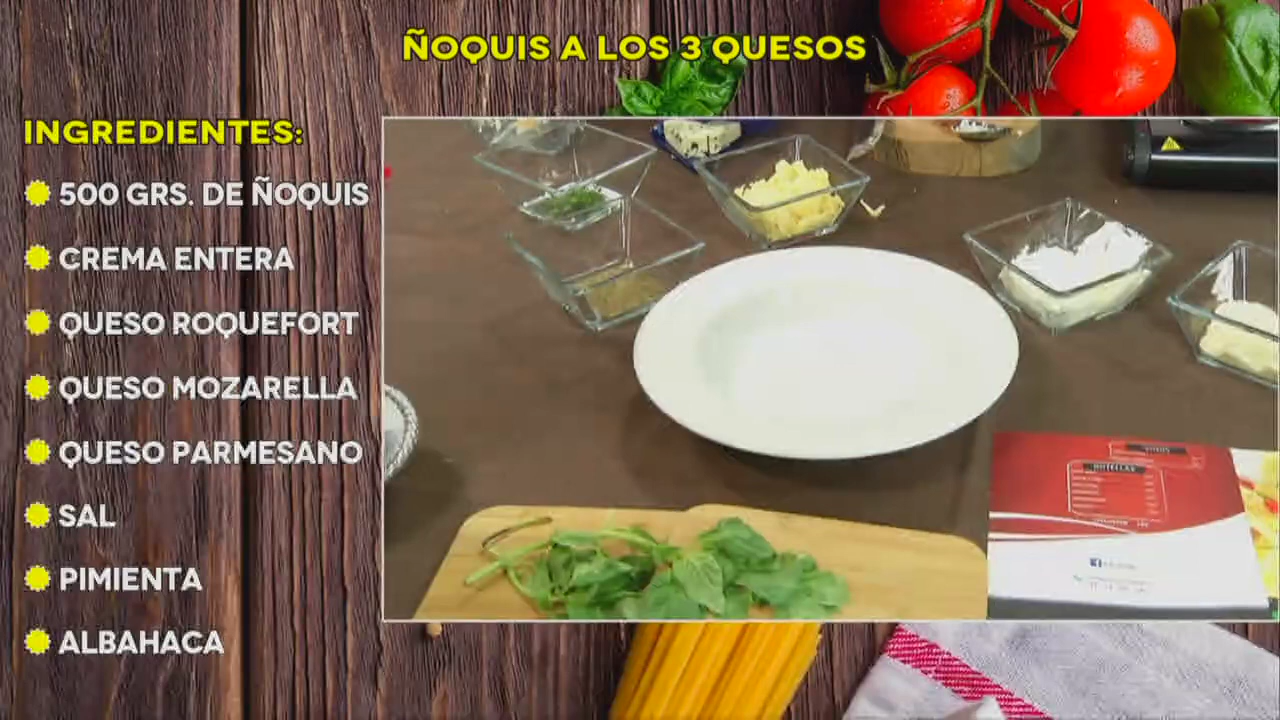 ÑOQUIS A LOS 3 QUESOS
INGREDIENTES:
500 GRS. DE ÑOQUIS
CREMA ENTERA
QUESO ROQUEFORT
QUESO MOZARELLA
QUESO PARMESANO
SAL
PIMIENTA
ALBAHACA